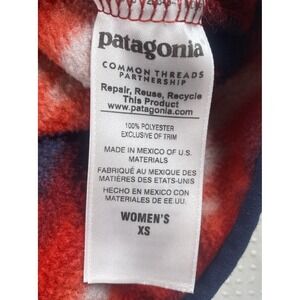 patagonia
COMMON THREADS
PARTNERSHIP
Repair, Reuse, Recycle
This Product
www.patagonia.com
100% POLYESTER
EXCLUSIVE OF TRIM
MADE IN MEXICO OF U.S.
MATERIALS
FABRIQUÉ AU MEXIQUE DES
MATIÈRES DES ETATS-UNIS
HECHO EN MEXICO CON
MATERIALES DE EE.UU.
WOMEN'S
XS